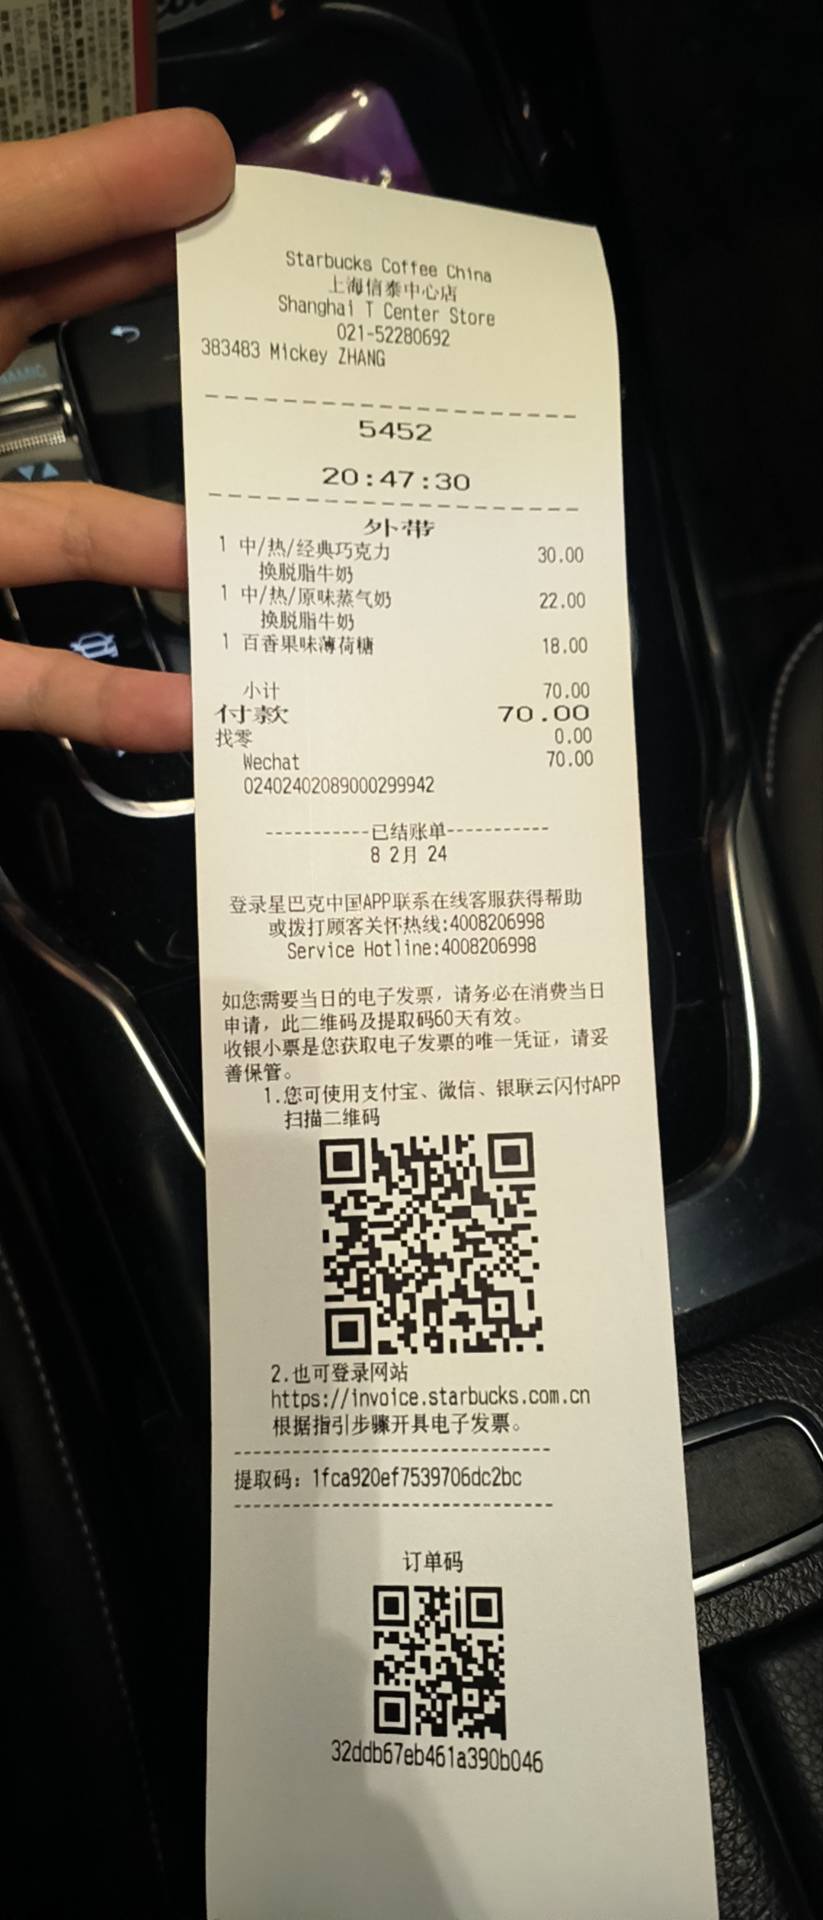 Starbucks Coffee China
上海信泰中心店
Shanghai T Center Store
021-52280692
383483 Mickey ZHANG
5452
20:47:30
外带
1 中/热/经典巧克力 30.00
换脱脂牛奶
1 中/热/原味蒸气奶 22.00
换脱脂牛奶
1 百香果味薄荷糖 18.00
小计 70.00
付款 70.00
找零 0.00
Wechat 70.00
02402402089000299942
-----------已结账单-----------
8 2月 24
登录星巴克中国APP联系在线客服获得帮助
或拨打顾客关怀热线:4008206998
Service Hotline:4008206998
如您需要当日的电子发票，请务必在消费当日
申请，此二维码及提取码60天有效。
收银小票是您获取电子发票的唯一凭证，请妥
善保管。
1.您可使用支付宝、微信、银联云闪付APP
扫描二维码
2.也可登录网站
https://invoice.starbucks.com.cn
根据指引步骤开具电子发票。
提取码：1fca920ef7539706dc2bc
订单码
32ddb67eb461a390b046